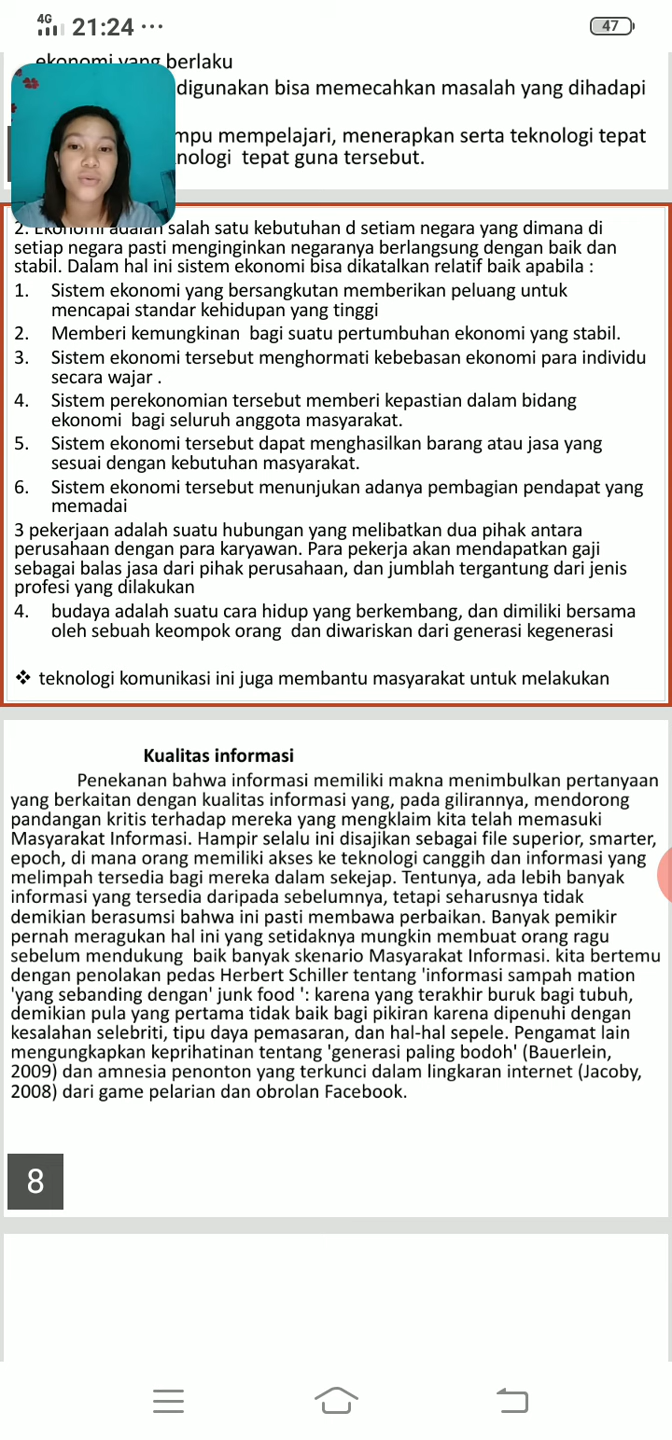 4G 21:24 ... 47
ekonomi yang berlaku
digunakan bisa memecahkan masalah yang dihadapi
mpu mempelajari, menerapkan serta teknologi tepat
nologi tepat guna tersebut.
2. Ekonomi adalah salah satu kebutuhan d setiam negara yang dimana di
setiap negara pasti menginginkan negaranya berlangsung dengan baik dan
stabil. Dalam hal ini sistem ekonomi bisa dikatalkan relatif baik apabila :
1. Sistem ekonomi yang bersangkutan memberikan peluang untuk
mencapai standar kehidupan yang tinggi
2. Memberi kemungkinan bagi suatu pertumbuhan ekonomi yang stabil.
3. Sistem ekonomi tersebut menghormati kebebasan ekonomi para individu
secara wajar .
4. Sistem perekonomian tersebut memberi kepastian dalam bidang
ekonomi bagi seluruh anggota masyarakat.
5. Sistem ekonomi tersebut dapat menghasilkan barang atau jasa yang
sesuai dengan kebutuhan masyarakat.
6. Sistem ekonomi tersebut menunjukan adanya pembagian pendapat yang
memadai
3 pekerjaan adalah suatu hubungan yang melibatkan dua pihak antara
perusahaan dengan para karyawan. Para pekerja akan mendapatkan gaji
sebagai balas jasa dari pihak perusahaan, dan jumblah tergantung dari jenis
profesi yang dilakukan
4. budaya adalah suatu cara hidup yang berkembang, dan dimiliki bersama
oleh sebuah keompok orang dan diwariskan dari generasi kegenerasi
❖ teknologi komunikasi ini juga membantu masyarakat untuk melakukan
Kualitas informasi
Penekanan bahwa informasi memiliki makna menimbulkan pertanyaan
yang berkaitan dengan kualitas informasi yang, pada gilirannya, mendorong
pandangan kritis terhadap mereka yang mengklaim kita telah memasuki
Masyarakat Informasi. Hampir selalu ini disajikan sebagai file superior, smarter,
epoch, di mana orang memiliki akses ke teknologi canggih dan informasi yang
melimpah tersedia bagi mereka dalam sekejap. Tentunya, ada lebih banyak
informasi yang tersedia daripada sebelumnya, tetapi seharusnya tidak
demikian berasumsi bahwa ini pasti membawa perbaikan. Banyak pemikir
pernah meragukan hal ini yang setidaknya mungkin membuat orang ragu
sebelum mendukung baik banyak skenario Masyarakat Informasi. kita bertemu
dengan penolakan pedas Herbert Schiller tentang 'informasi sampah mation
'yang sebanding dengan' junk food ': karena yang terakhir buruk bagi tubuh,
demikian pula yang pertama tidak baik bagi pikiran karena dipenuhi dengan
kesalahan selebriti, tipu daya pemasaran, dan hal-hal sepele. Pengamat lain
mengungkapkan keprihatinan tentang 'generasi paling bodoh' (Bauerlein,
2009) dan amnesia penonton yang terkunci dalam lingkaran internet (Jacoby,
2008) dari game pelarian dan obrolan Facebook.
8